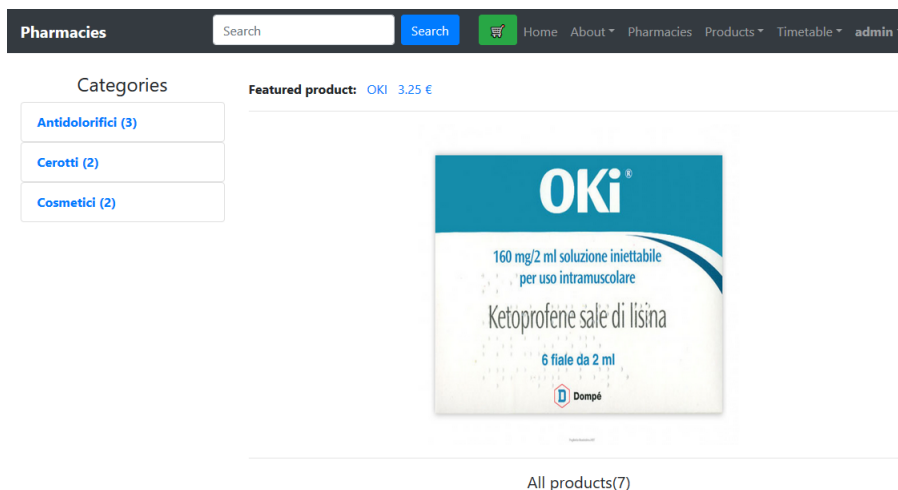 Pharmacies
Search
Search
Home About Pharmacies Products Timetable admin
Categories
Antidolorifici (3)
Cerotti (2)
Cosmetici (2)
Featured product: OKI 3.25 €
OKi®
160 mg/2 ml soluzione iniettabile
per uso intramuscolare
Ketoprofene sale di lisina
6 fiale da 2 ml
D Dompé
All products(7)